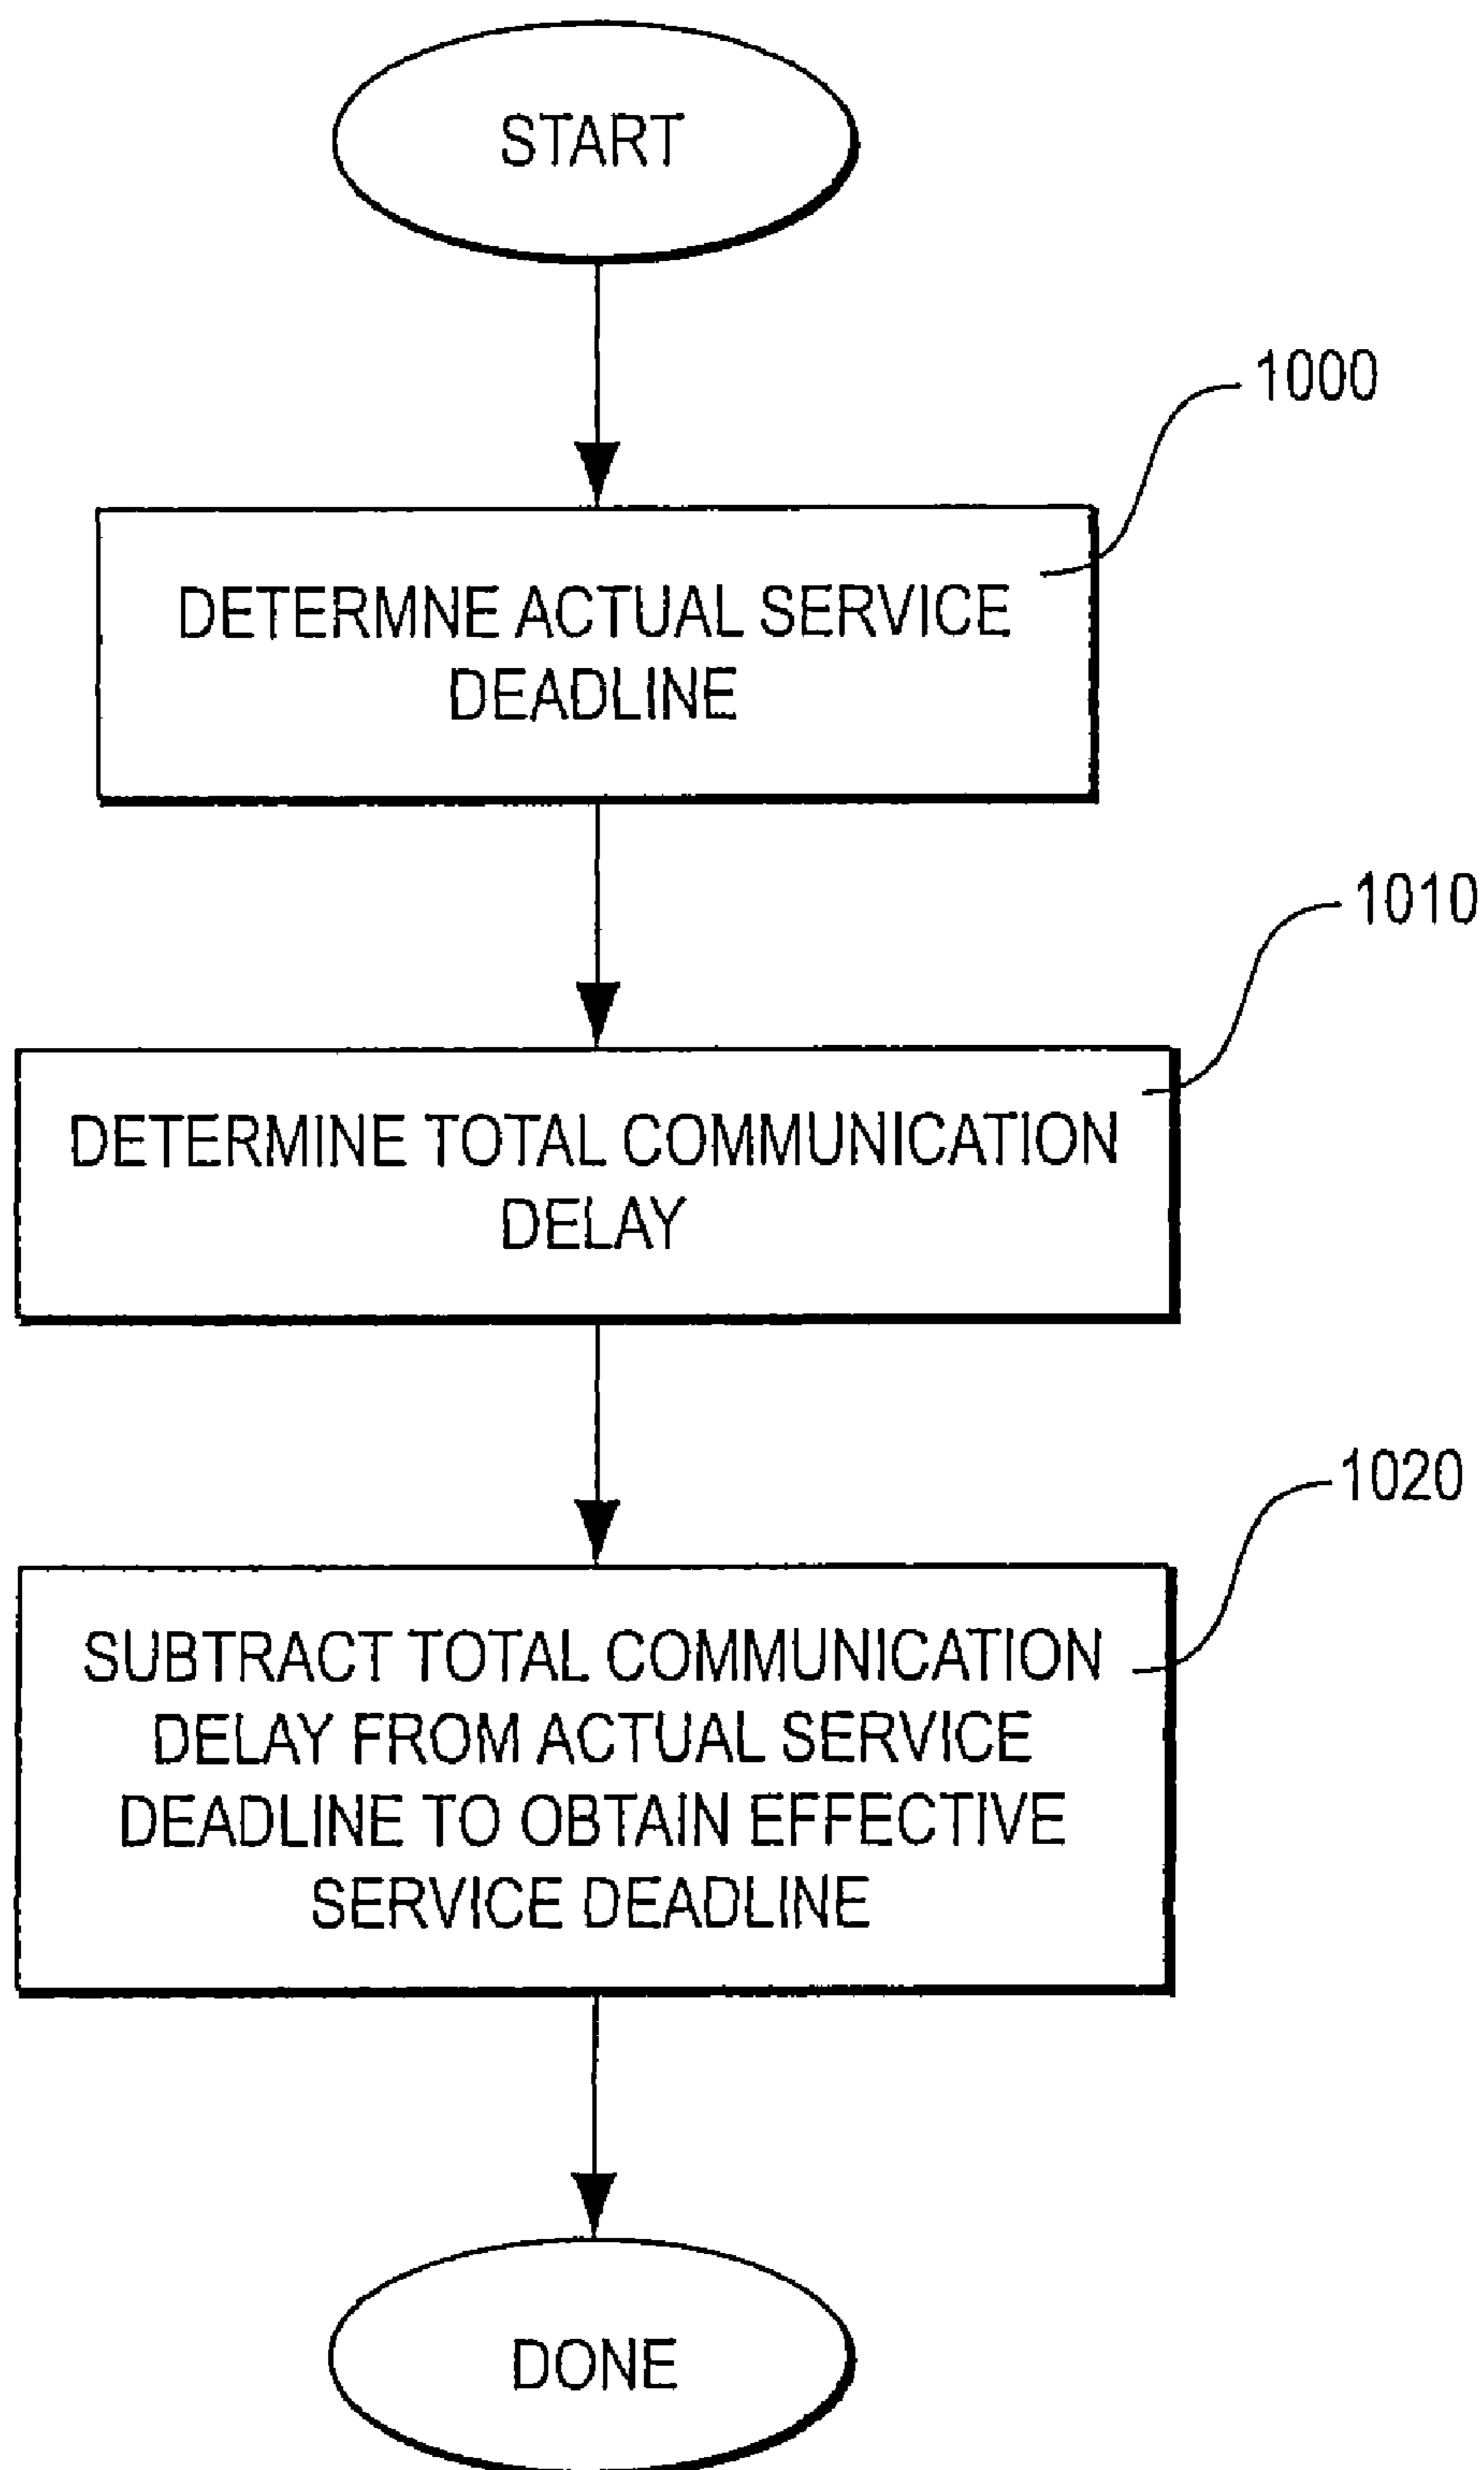 START
1000
DETERMNE ACTUAL SERVICE
DEADLINE
1010
DETERMINE TOTAL COMMUNICATION
DELAY
1020
SUBTRACT TOTAL COMMUNICATION
DELAY FROM ACTUAL SERVICE
DEADLINE TO OBTAIN EFFECTIVE
SERVICE DEADLINE
DONE